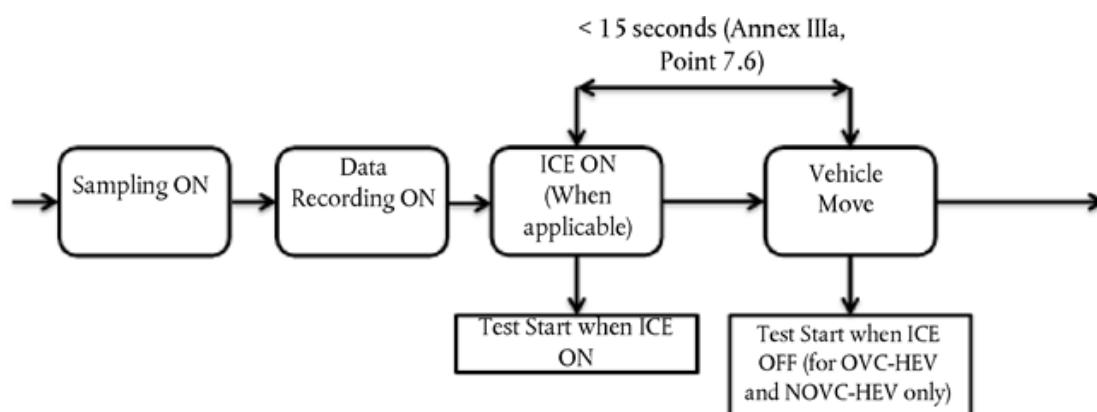 < 15 seconds (Annex IIIa,
Point 7.6)
Sampling ON
Data
Recording ON
ICE ON
(When
applicable)
Vehicle
Move
Test Start when ICE
ON
Test Start when ICE
OFF (for OVC-HEV
and NOVC-HEV only)